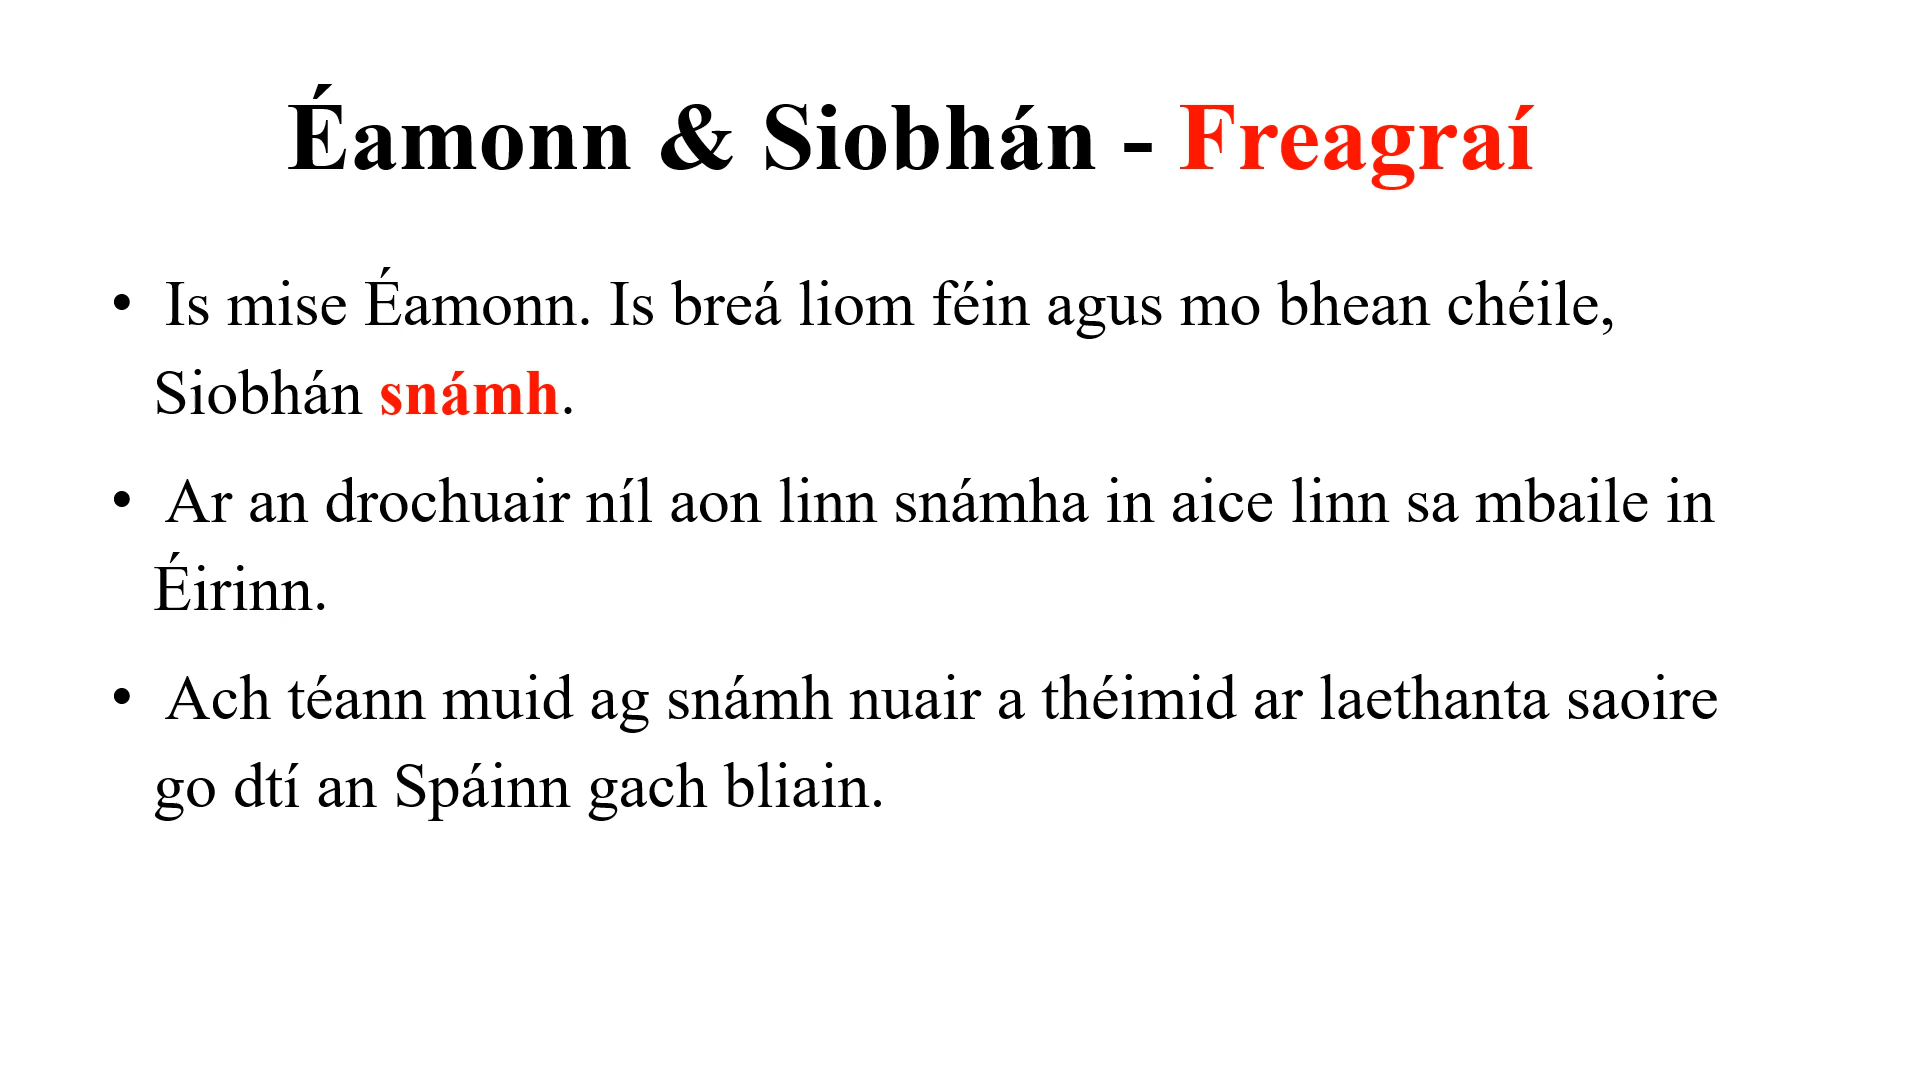 Éamonn & Siobhán - Freagraí
• Is mise Éamonn. Is breá liom féin agus mo bhean chéile,
Siobhán snámh.
• Ar an drochuair níl aon linn snámha in aice linn sa mbaile in
Éirinn.
• Ach téann muid ag snámh nuair a théimid ar laethanta saoire
go dtí an Spáinn gach bliain.